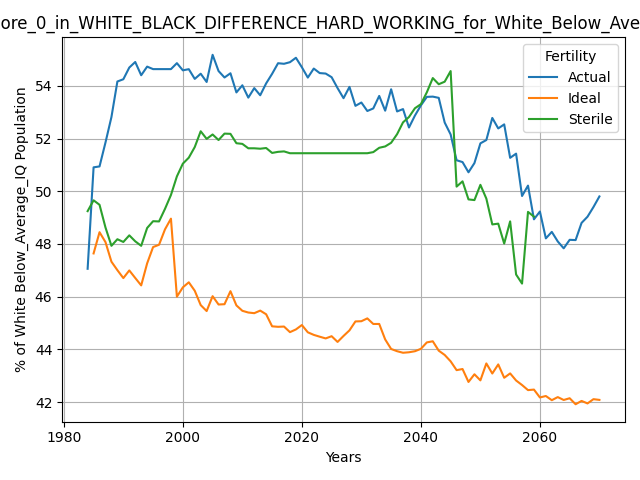 ore_0_in_WHITE_BLACK_DIFFERENCE_HARD_WORKING_for_White_Below_Ave
Fertility
Actual
Ideal
Sterile
% of White Below_Average_IQ Population
54
52
50
48
46
44
42
1980
2000
2020
2040
2060
Years